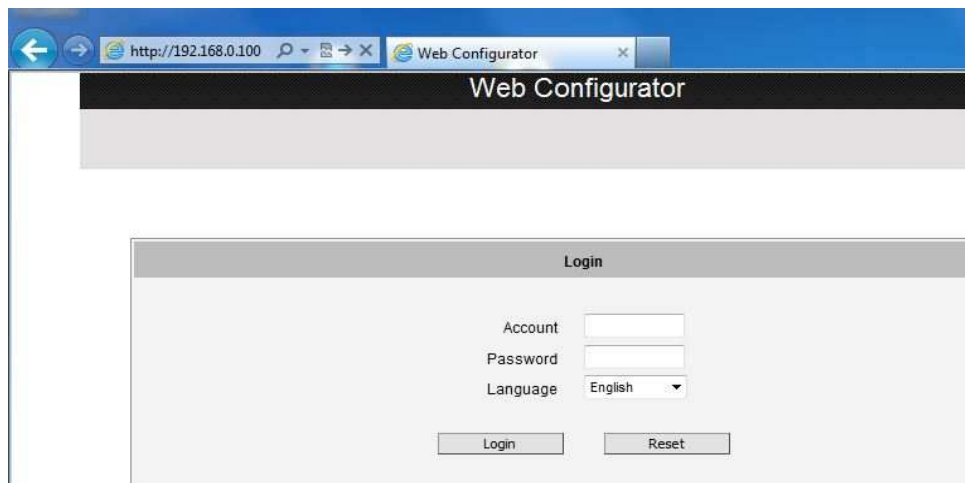 http://192.168.0.100
Web Configurator
Web Configurator
Login
Account
Password
Language English
Login Reset